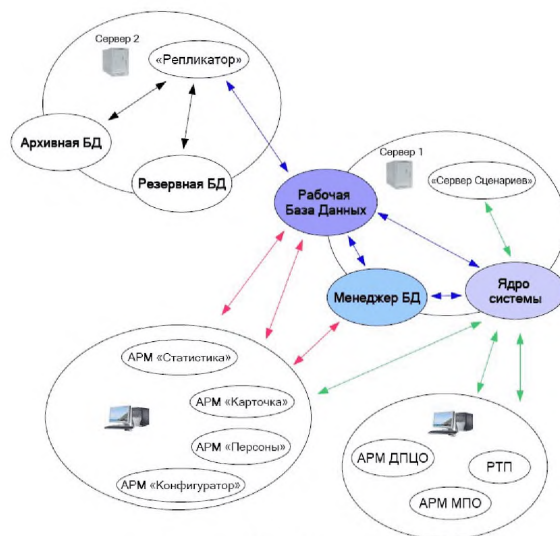 Сервер 2
«Репликатор»
Архивная БД
Резервная БД
Сервер 1
Рабочая
База Данных
«Сервер Сценариев»
Менеджер БД
Ядро
системы
АРМ «Статистика»
АРМ «Карточка»
АРМ «Персоны»
АРМ «Конфигуратор»
АРМ ДПЦО
РТП
АРМ МПО